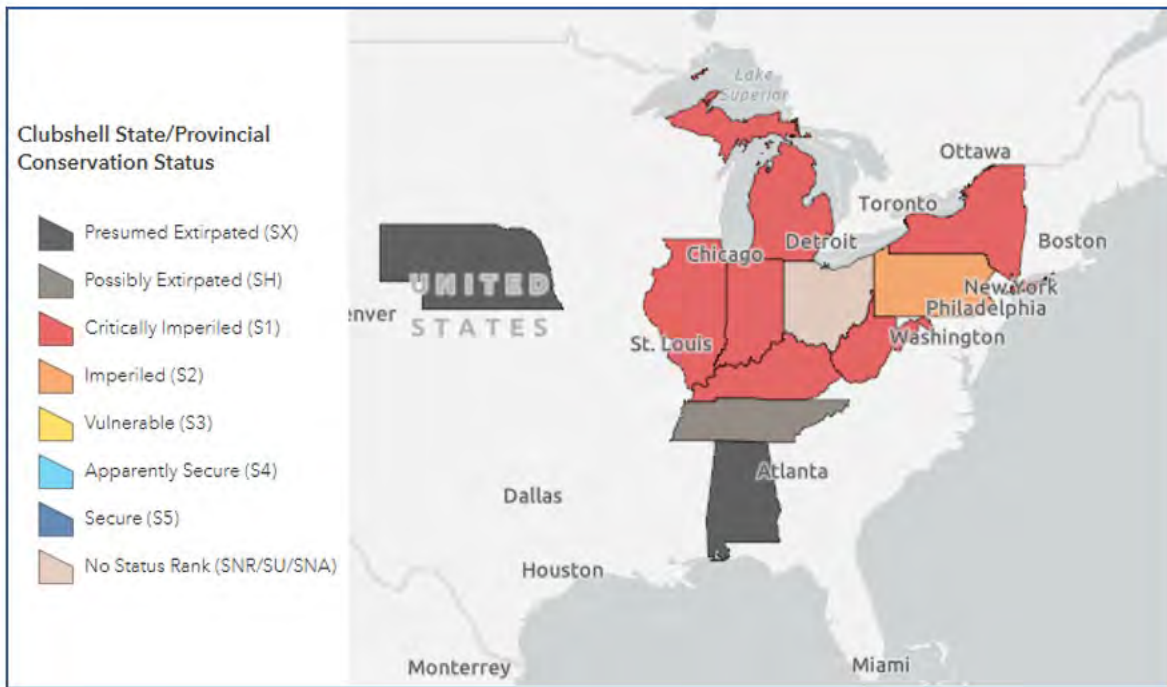 Clubshell State/Provincial
Conservation Status
Presumed Extirpated (SX)
Possibly Extirpated (SH)
Critically Imperiled (S1)
Imperiled (S2)
Vulnerable (S3)
Apparently Secure (S4)
Secure (S5)
No Status Rank (SNR/SU/SNA)
Lake
Superior
Ottawa
Toronto
Boston
Detroit
Chicago
New York
Philadelphia
Washington
UNITED
STATES
enver
St. Louis
Atlanta
Dallas
Houston
Monterrey
Miami